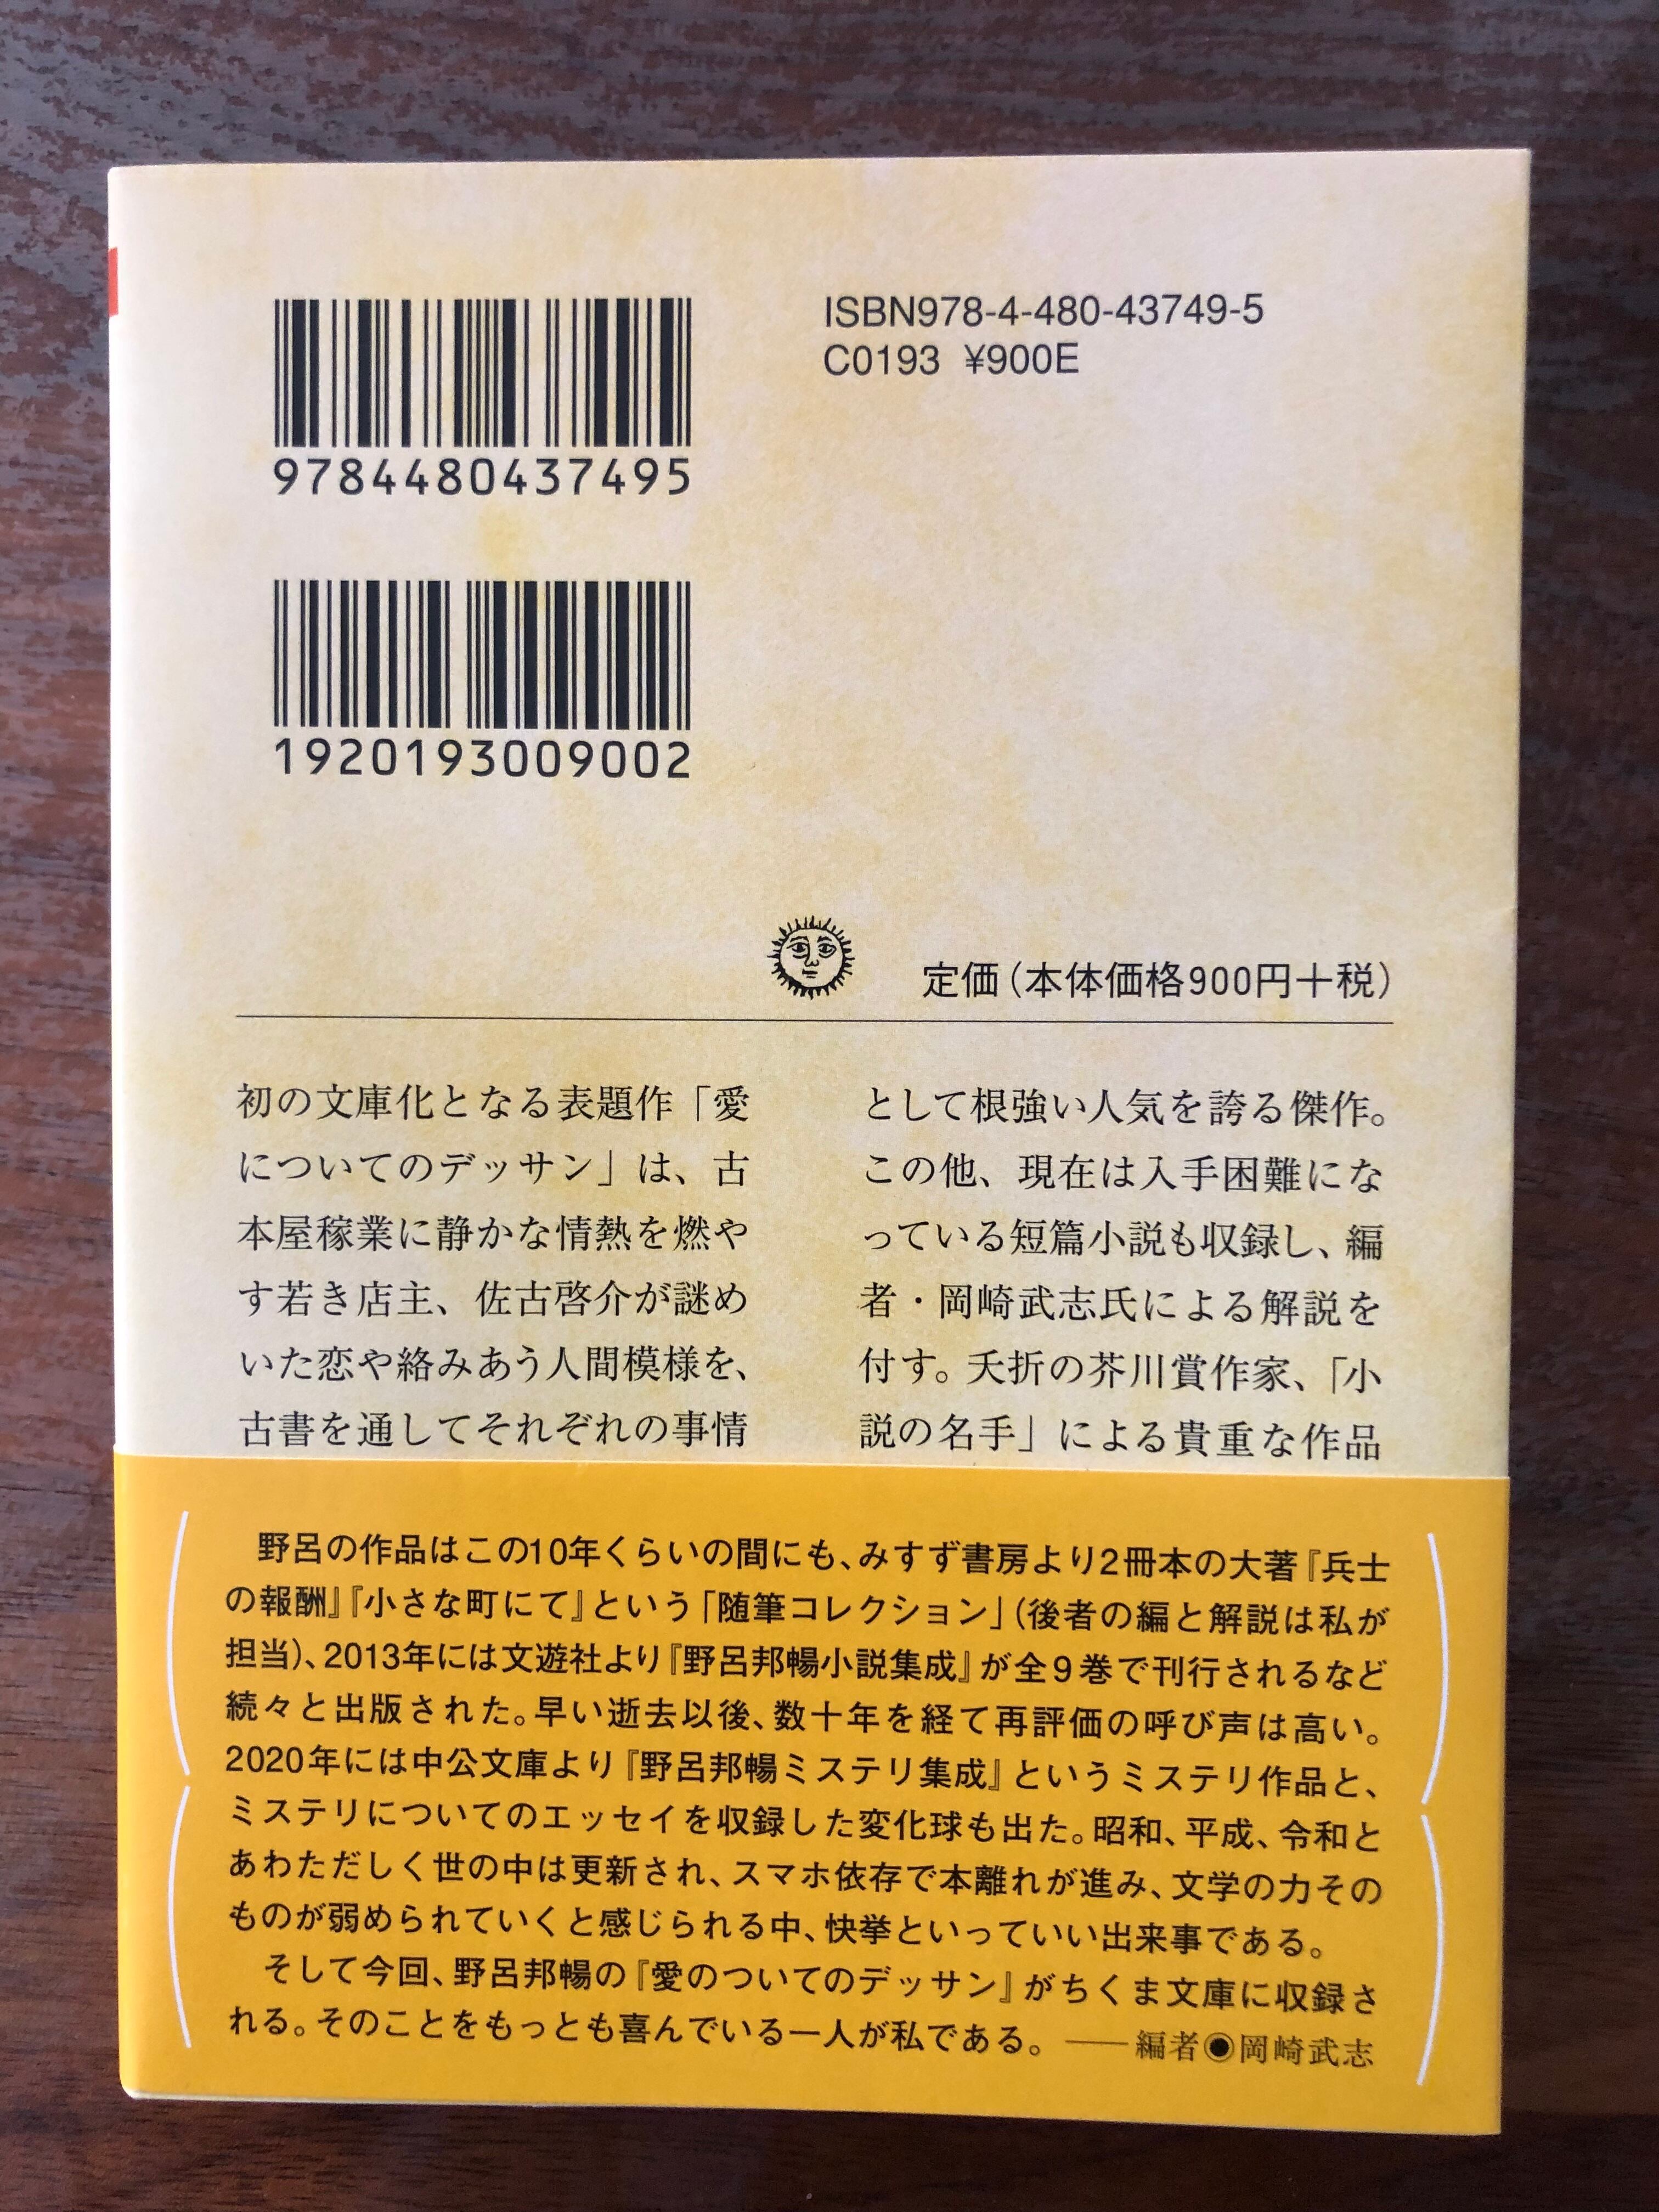 ISBN978-4-480-43749-5
C0193 ¥900E
9784480437495
1920193009002
定価(本体価格900円+税)
初の文庫化となる表題作「愛
についてのデッサン」は、古
本屋稼業に静かな情熱を燃や
す若き店主、佐古啓介が謎め
いた恋や絡みあう人間模様を、
古書を通してそれぞれの事情
として根強い人気を誇る傑作。
この他、現在は入手困難にな
っている短篇小説も収録し、編
者・岡崎武志氏による解説を
付す。夭折の芥川賞作家、「小
説の名手」による貴重な作品
野呂の作品はこの10年くらいの間にも、みすず書房より2冊本の大著『兵士
の報酬』『小さな町にて』という「随筆コレクション」(後者の編と解説は私が
担当)、2013年には文遊社より『野呂邦暢小説集成』が全9巻で刊行されるなど
続々と出版された。早い逝去以後、数十年を経て再評価の呼び声は高い。
2020年には中公文庫より『野呂邦暢ミステリ集成』というミステリ作品と、
ミステリについてのエッセイを収録した変化球も出た。昭和、平成、令和と
あわただしく世の中は更新され、スマホ依存で本離れが進み、文学の力その
ものが弱められていくと感じられる中、快挙といっていい出来事である。
そして今回、野呂邦暢の『愛のついてのデッサン』がちくま文庫に収録さ
れる。そのことをもっとも喜んでいる一人が私である。――編者◉岡崎武志